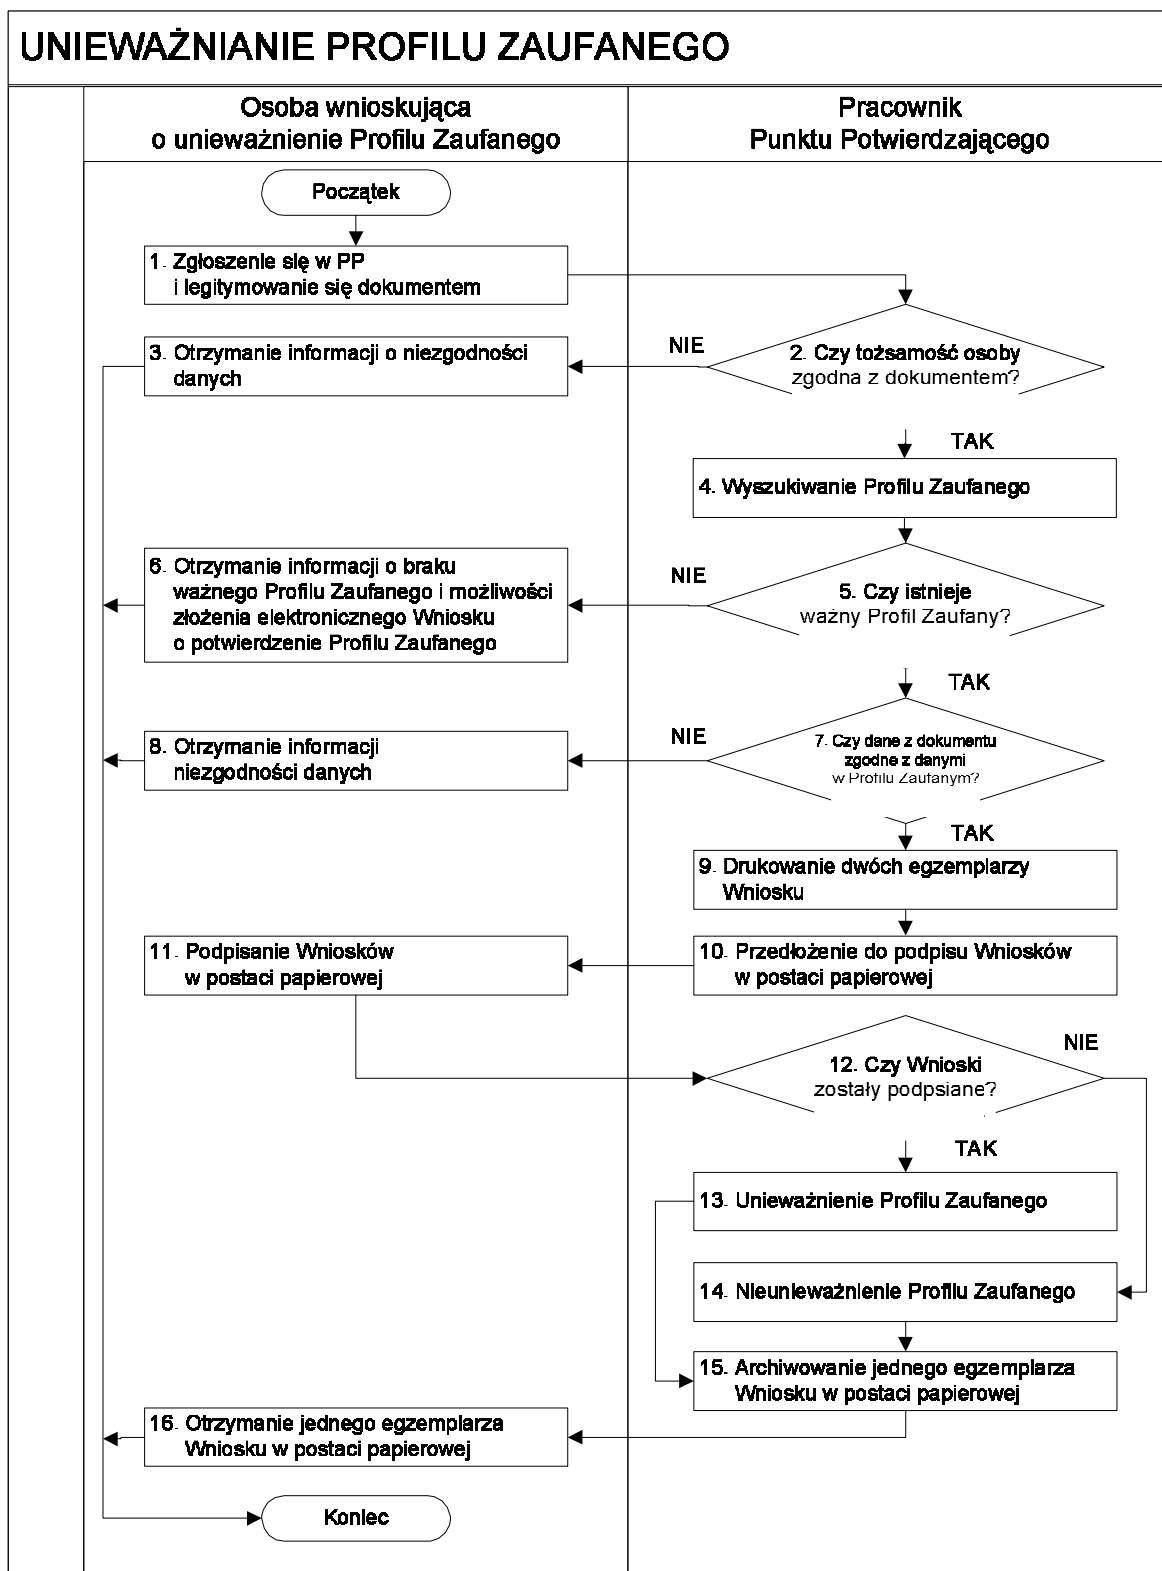 UNIEWAŻNIANIE PROFILU ZAUFANEGO
Osoba wnioskująca
o unieważnienie Profilu Zaufanego
Pracownik
Punktu Potwierdzającego
Początek
1. Zgłoszenie się w PP
i legitymowanie się dokumentem
2. Czy tożsamość osoby
zgodna z dokumentem?
NIE
3. Otrzymanie informacji o niezgodności
danych
TAK
4. Wyszukiwanie Profilu Zaufanego
5. Czy istnieje
ważny Profil Zaufany?
NIE
6. Otrzymanie informacji o braku
ważnego Profilu Zaufanego i możliwości
złożenia elektronicznego Wniosku
o potwierdzenie Profilu Zaufanego
TAK
7. Czy dane z dokumentu
zgodne z danymi
w Profilu Zaufanym?
NIE
8. Otrzymanie informacji
niezgodności danych
TAK
9. Drukowanie dwóch egzemplarzy
Wniosku
10. Przedłożenie do podpisu Wniosków
w postaci papierowej
11. Podpisanie Wniosków
w postaci papierowej
12. Czy Wnioski
zostały podpsiane?
NIE
TAK
13. Unieważnienie Profilu Zaufanego
14. Nieunieważnienie Profilu Zaufanego
15. Archiwowanie jednego egzemplarza
Wniosku w postaci papierowej
16. Otrzymanie jednego egzemplarza
Wniosku w postaci papierowej
Koniec